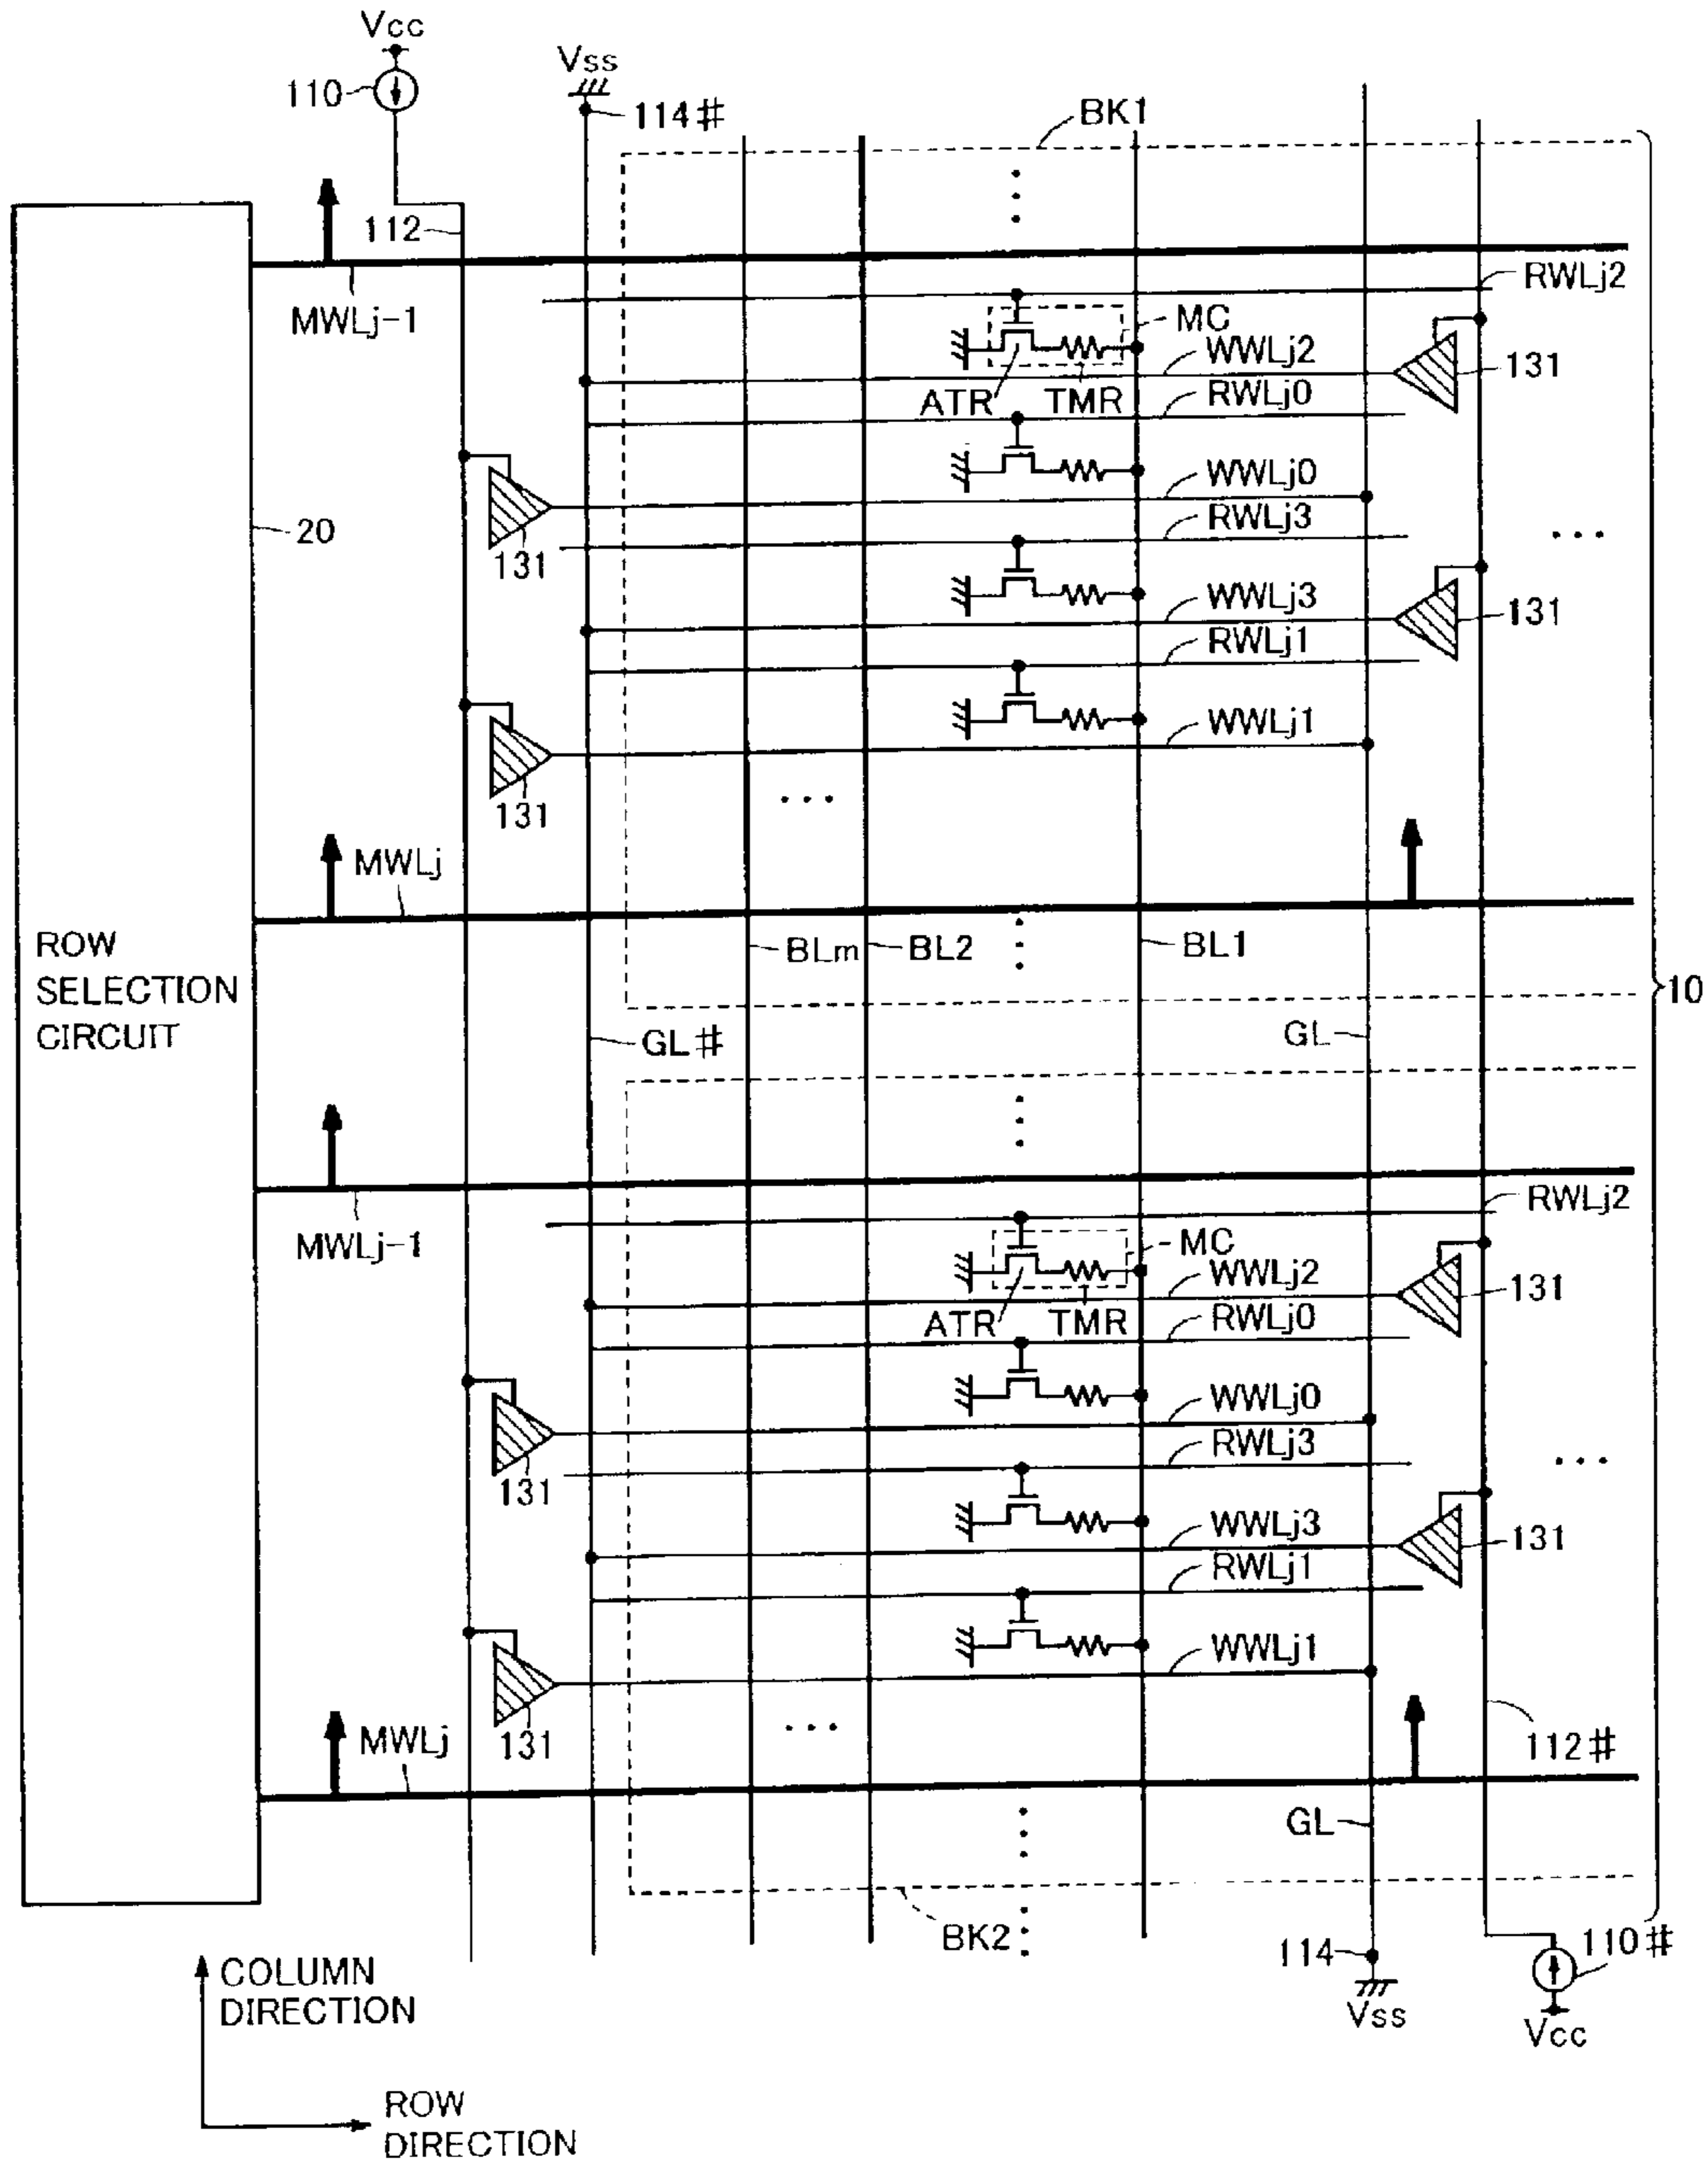 Vcc
Vss
110
114#
BK1
112
MWLj-1
RWLj2
MC
WWLj2
131
ATR
TMR
RWLj0
WWLj0
20
131
RWLj3
...
WWLj3
131
RWLj1
WWLj1
131
...
MWLj
ROW
SELECTION
CIRCUIT
BLm
BL2
BL1
10
GL#
GL
MWLj-1
RWLj2
MC
WWLj2
131
ATR
TMR
RWLj0
WWLj0
131
RWLj3
...
WWLj3
131
RWLj1
WWLj1
131
...
MWLj
112#
GL
BK2
114
110#
Vss
Vcc
COLUMN
DIRECTION
ROW
DIRECTION